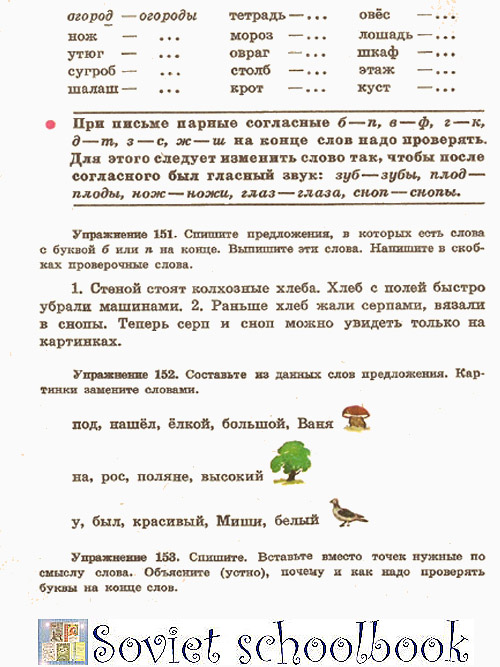 огород — огороды тетрадь — ... овёс — ...
нож — ... мороз — ... лошадь — ...
утюг — ... овраг — ... шкаф — ...
сугроб — ... столб — ... этаж — ...
шалаш — ... крот — ... куст — ...
При письме парные согласные б—п, в—ф, г—к,
д—т, з—с, ж—ш на конце слов надо проверять.
Для этого следует изменить слово так, чтобы после
согласного был гласный звук: зуб—зубы, плод—
плоды, нож—ножи, глаз—глаза, сноп—снопы.
Упражнение 151. Спишите предложения, в которых есть слова
с буквой б или п на конце. Выпишите эти слова. Напишите в скоб-
ках проверочные слова.
1. Стеной стоят колхозные хлеба. Хлеб с полей быстро
убрали машинами. 2. Раньше хлеб жали серпами, вязали
в снопы. Теперь серп и сноп можно увидеть только на
картинках.
Упражнение 152. Составьте из данных слов предложения. Кар-
тинки замените словами.
под, нашёл, ёлкой, большой, Ваня
на, рос, поляне, высокий
у, был, красивый, Миши, белый
Упражнение 153. Спишите. Вставьте вместо точек нужные по
смыслу слова. Объясните (устно), почему и как надо проверять
буквы на конце слов.
Soviet schoolbook